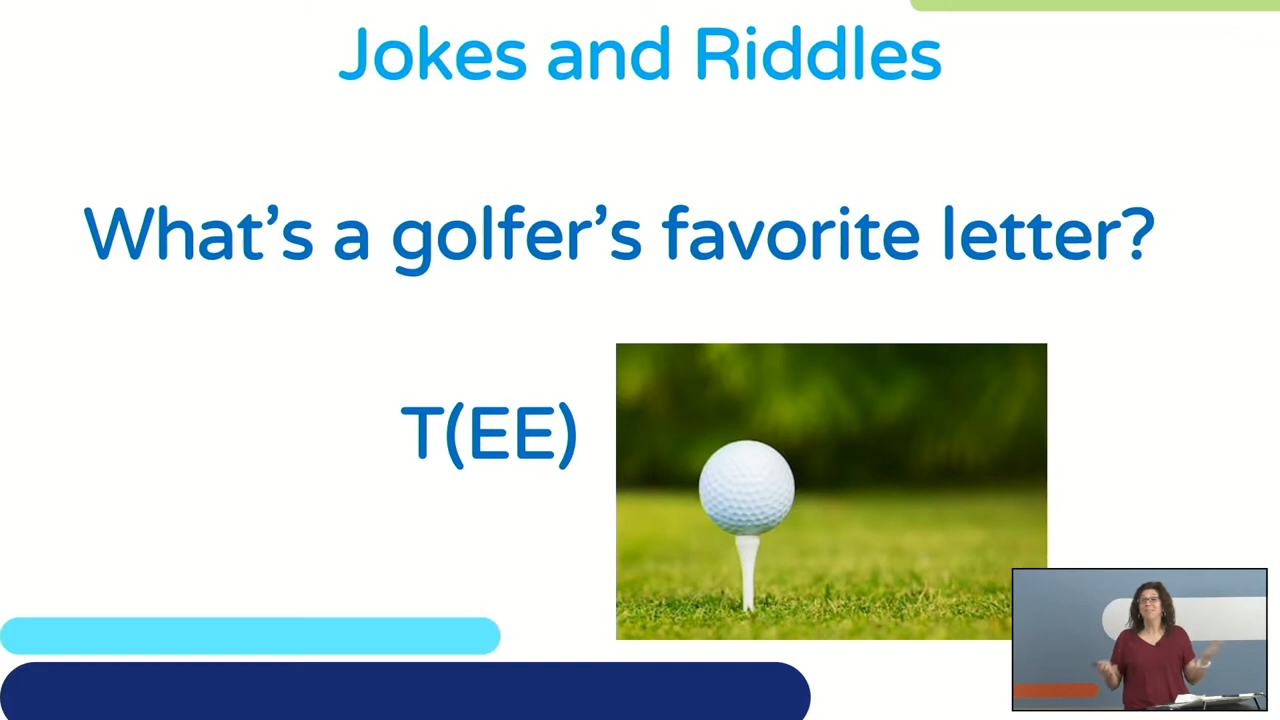 Jokes and Riddles
What’s a golfer’s favorite letter?
T(EE)